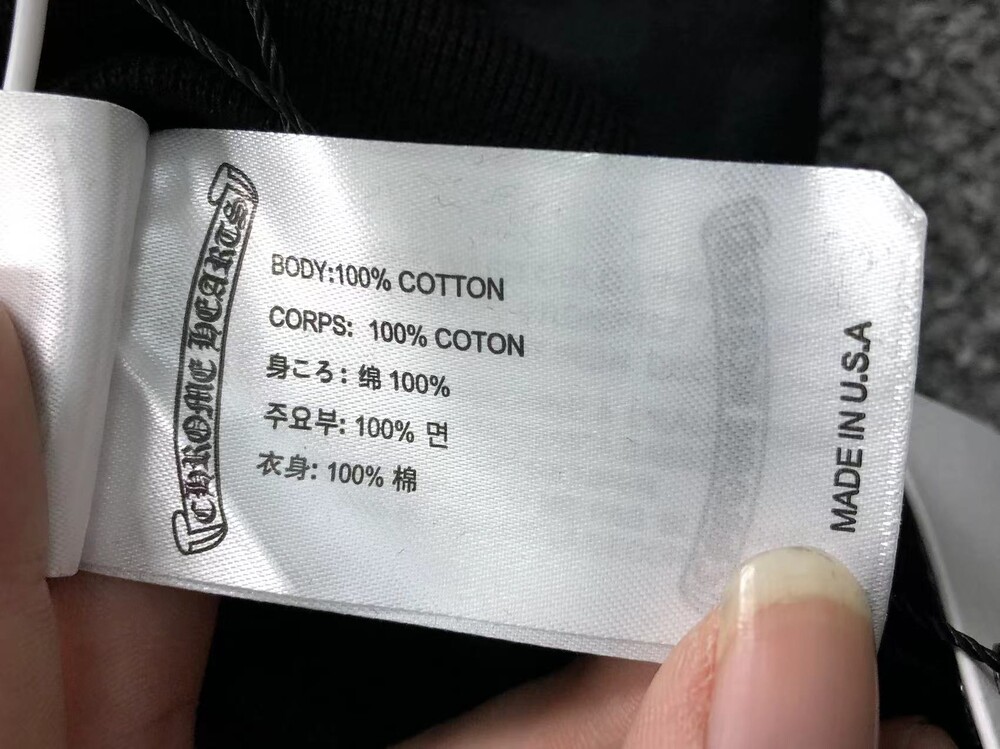 CHROME HEARTS
BODY:100% COTTON
CORPS: 100% COTON
身ころ: 绵 100%
주요부: 100% 면
衣身: 100% 棉
MADE IN U.S.A